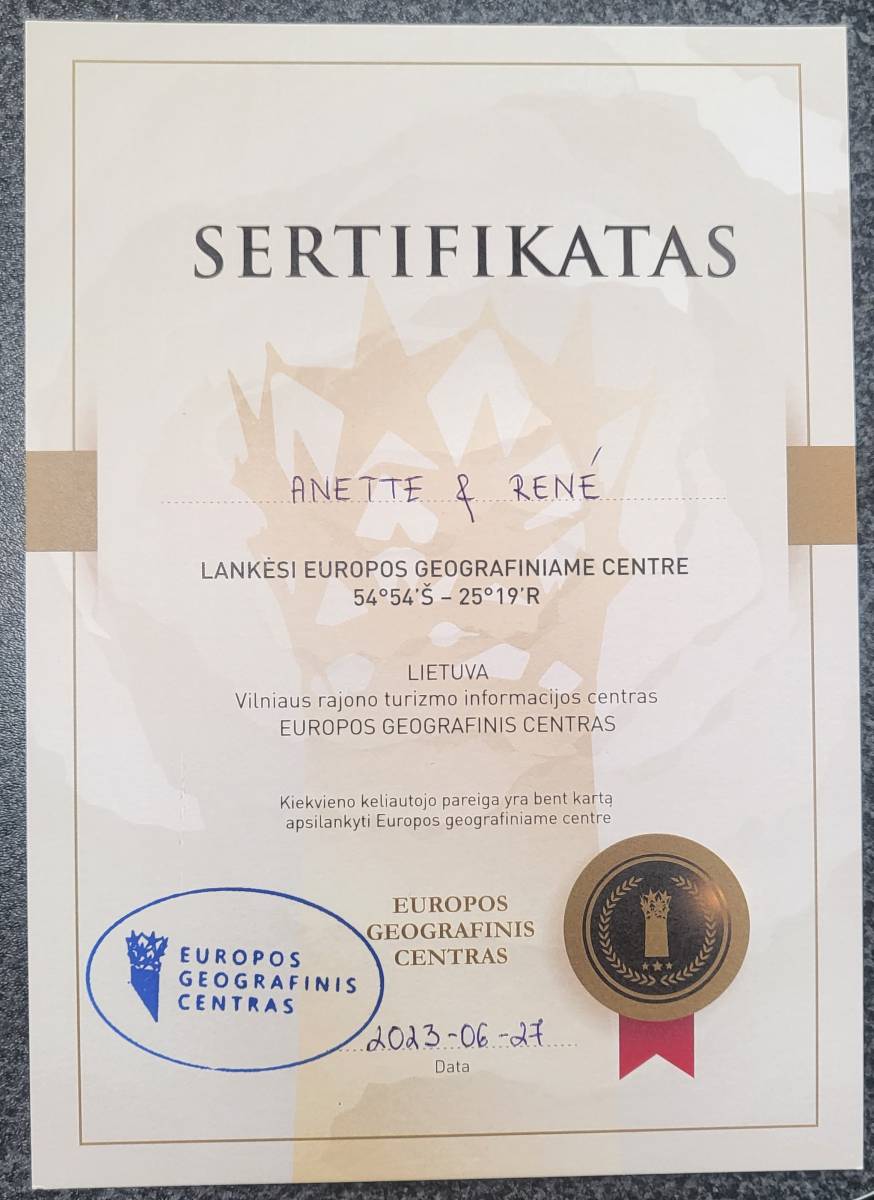 SERTIFIKATAS
ANETTE & RENÉ
LANKĖSI EUROPOS GEOGRAFINIAME CENTRE
54°54'Š – 25°19'R
LIETUVA
Vilniaus rajono turizmo informacijos centras
EUROPOS GEOGRAFINIS CENTRAS
Kiekvieno keliautojo pareiga yra bent kartą
apsilankyti Europos geografiniame centre
EUROPOS
GEOGRAFINIS
CENTRAS
EUROPOS
GEOGRAFINIS
CENTRAS
2023-06-27
Data